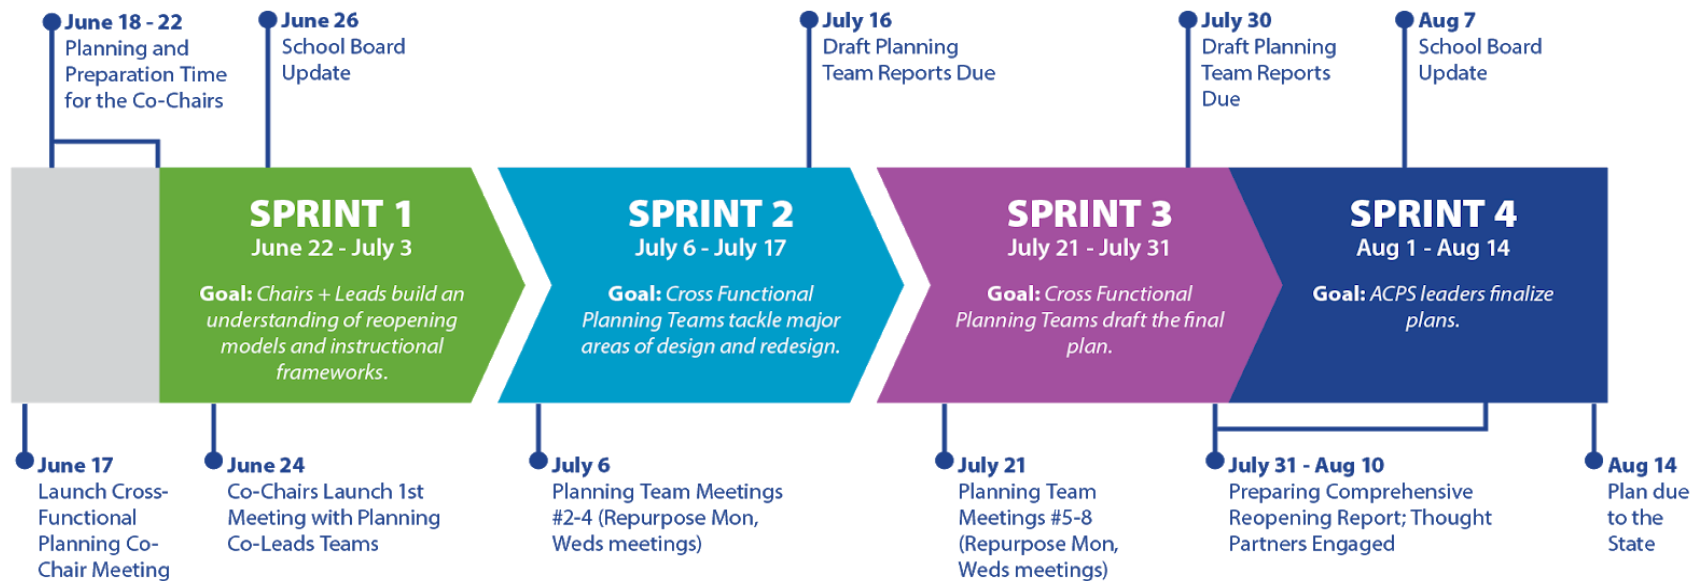 June 18 - 22
Planning and
Preparation Time
for the Co-Chairs
June 26
School Board
Update
July 16
Draft Planning
Team Reports Due
July 30
Draft Planning
Team Reports
Due
Aug 7
School Board
Update
SPRINT 1
June 22 - July 3
Goal: Chairs + Leads build an
understanding of reopening
models and instructional
frameworks.
SPRINT 2
July 6 - July 17
Goal: Cross Functional
Planning Teams tackle major
areas of design and redesign.
SPRINT 3
July 21 - July 31
Goal: Cross Functional
Planning Teams draft the final
plan.
SPRINT 4
Aug 1 - Aug 14
Goal: ACPS leaders finalize
plans.
June 17
Launch Cross-
Functional
Planning Co-
Chair Meeting
June 24
Co-Chairs Launch 1st
Meeting with Planning
Co-Leads Teams
July 6
Planning Team Meetings
#2-4 (Repurpose Mon,
Weds meetings)
July 21
Planning Team
Meetings #5-8
(Repurpose Mon,
Weds meetings)
July 31 - Aug 10
Preparing Comprehensive
Reopening Report; Thought
Partners Engaged
Aug 14
Plan due
to the
State